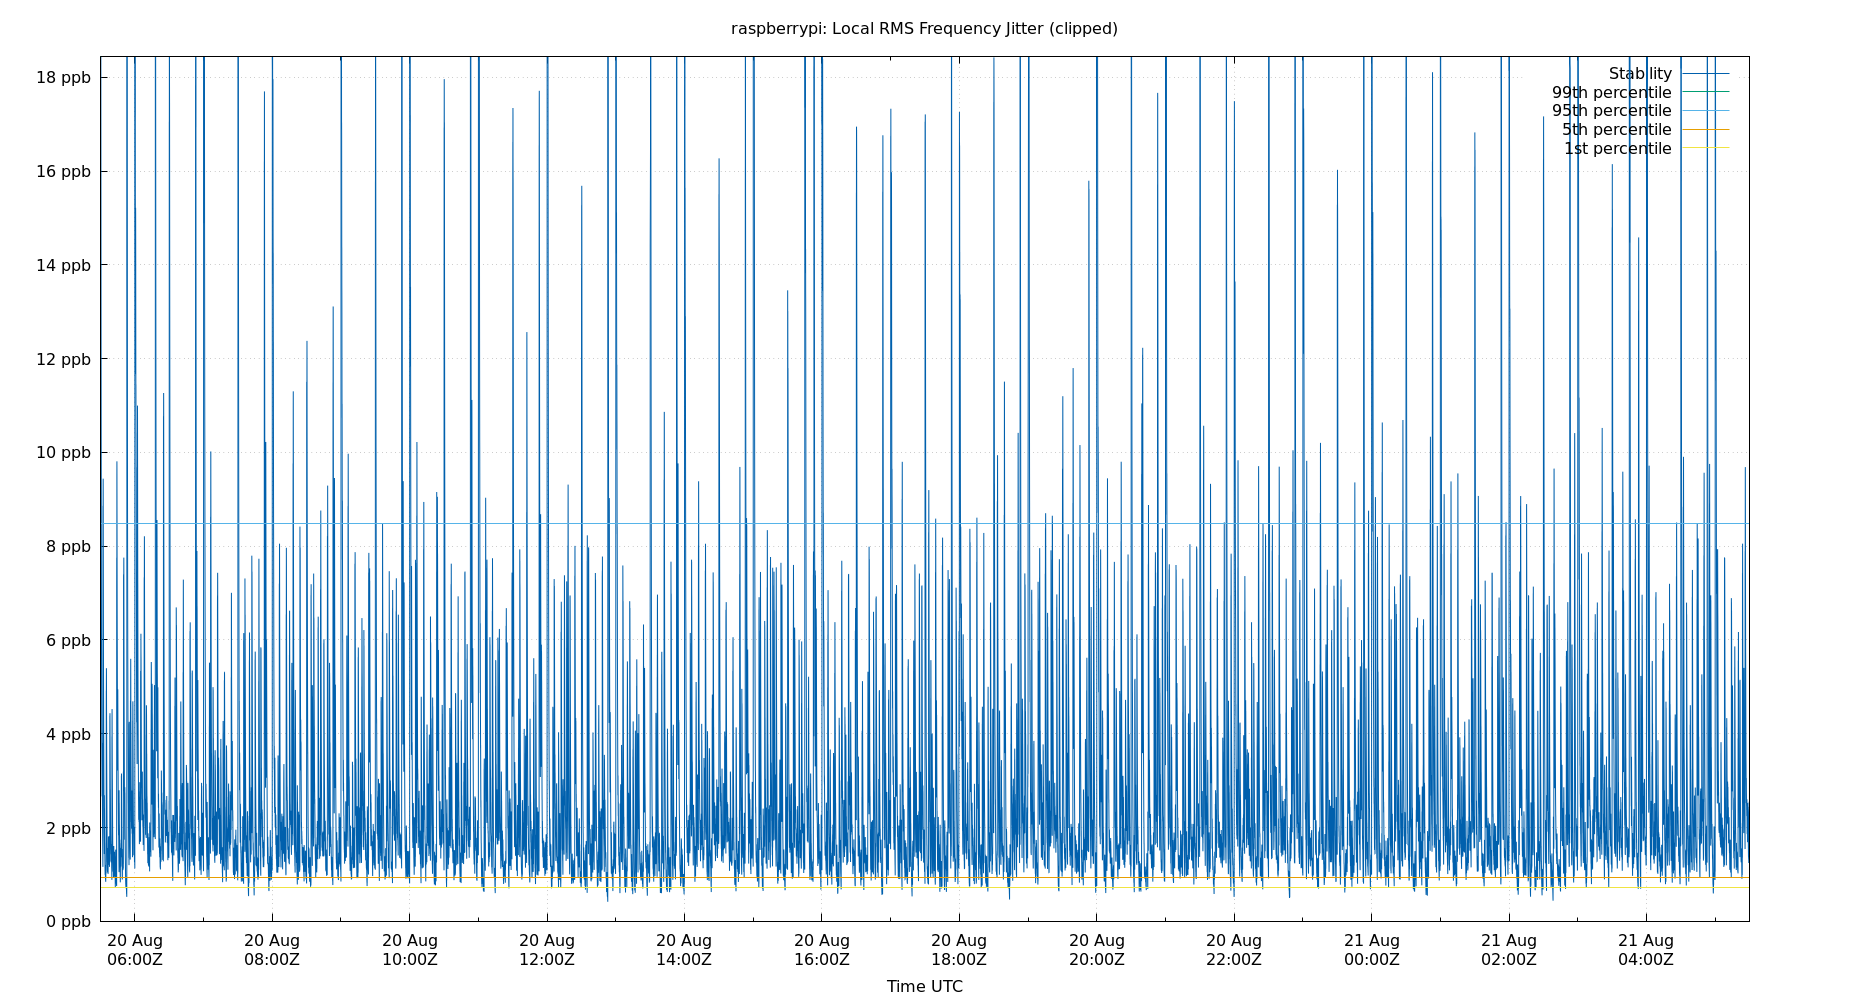 raspberrypi: Local RMS Frequency Jitter (clipped)
18 ppb
16 ppb
14 ppb
12 ppb
10 ppb
8 ppb
6 ppb
4 ppb
2 ppb
0 ppb
Stability
99th percentile
95th percentile
5th percentile
1st percentile
20 Aug
06:00Z
20 Aug
08:00Z
20 Aug
10:00Z
20 Aug
12:00Z
20 Aug
14:00Z
20 Aug
16:00Z
20 Aug
18:00Z
20 Aug
20:00Z
20 Aug
22:00Z
21 Aug
00:00Z
21 Aug
02:00Z
21 Aug
04:00Z
Time UTC